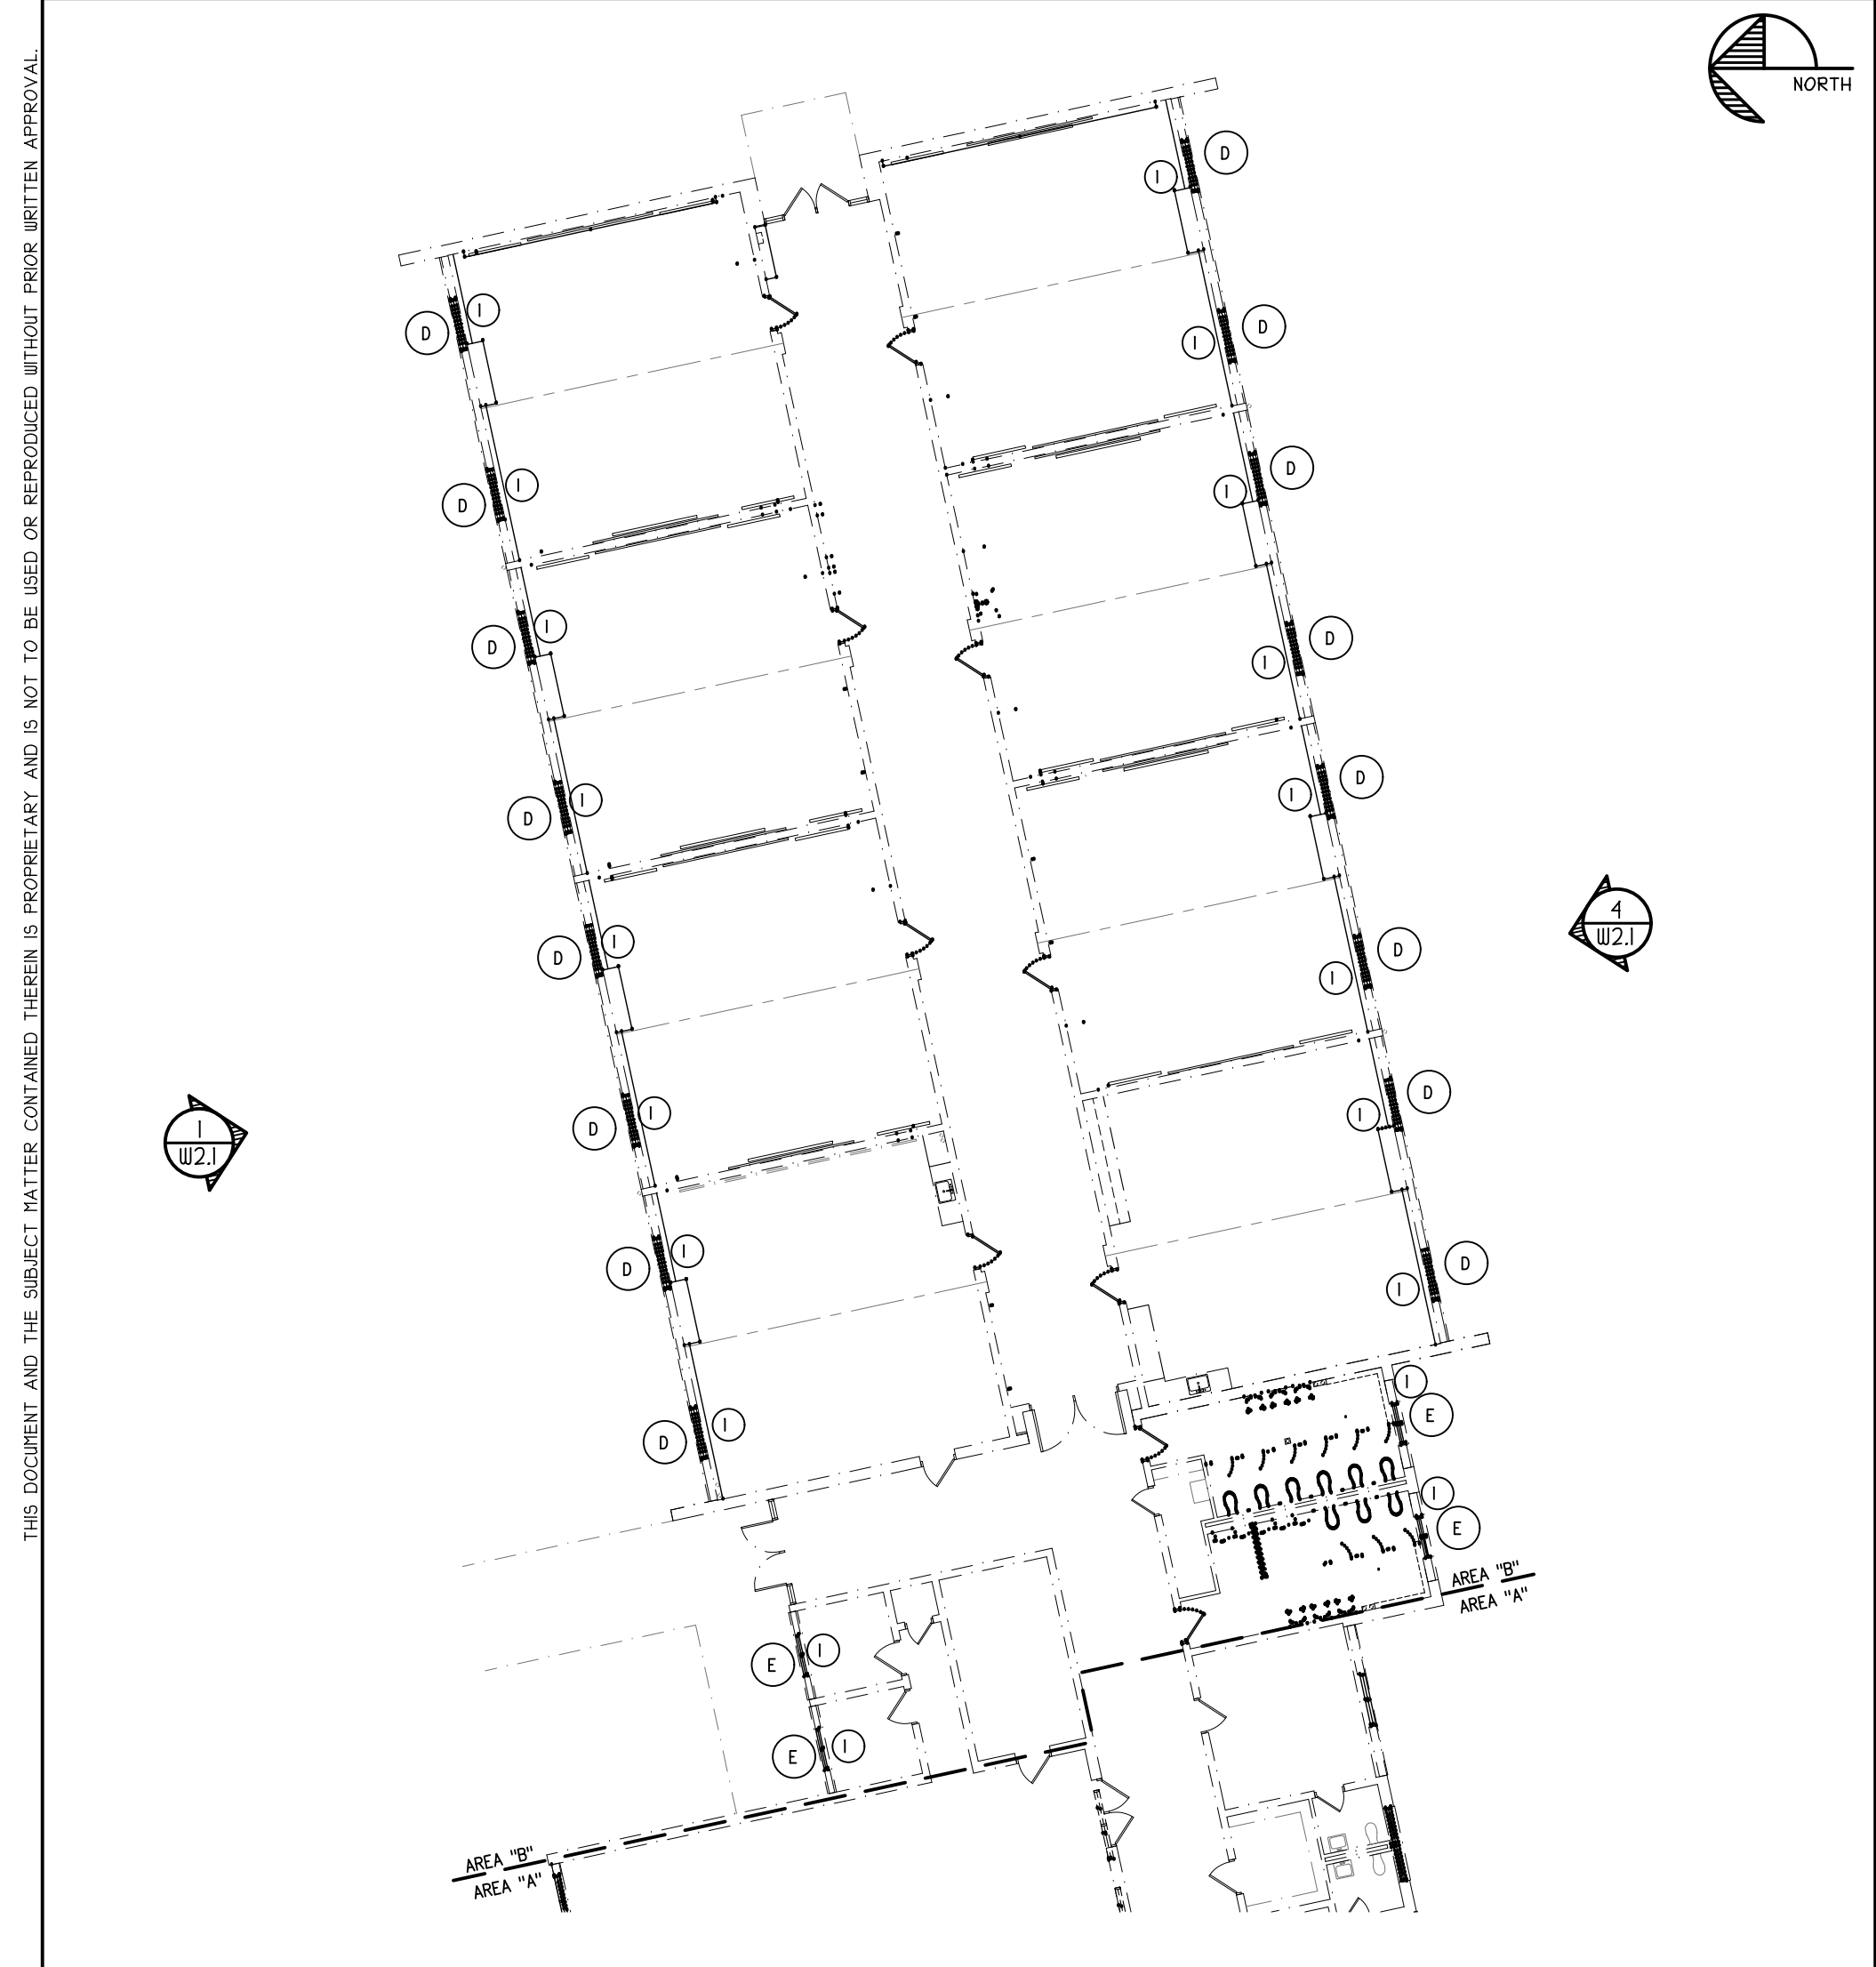 THIS DOCUMENT AND THE SUBJECT MATTER CONTAINED THEREIN IS PROPRIETARY AND IS NOT TO BE USED OR REPRODUCED WITHOUT PRIOR WRITTEN APPROVAL.
NORTH
D
I
I
D
D
I
D
I
I
D
I
D
I
D
D
I
D
I
I
D
I
D
I
D
4
W2.1
I
D
D
I
I
D
I
D
I
D
1
W2.1
I
D
I
D
I
D
I
E
I
D
I
E
AREA "B"
AREA "A"
I
E
I
E
AREA "B"
AREA "A"